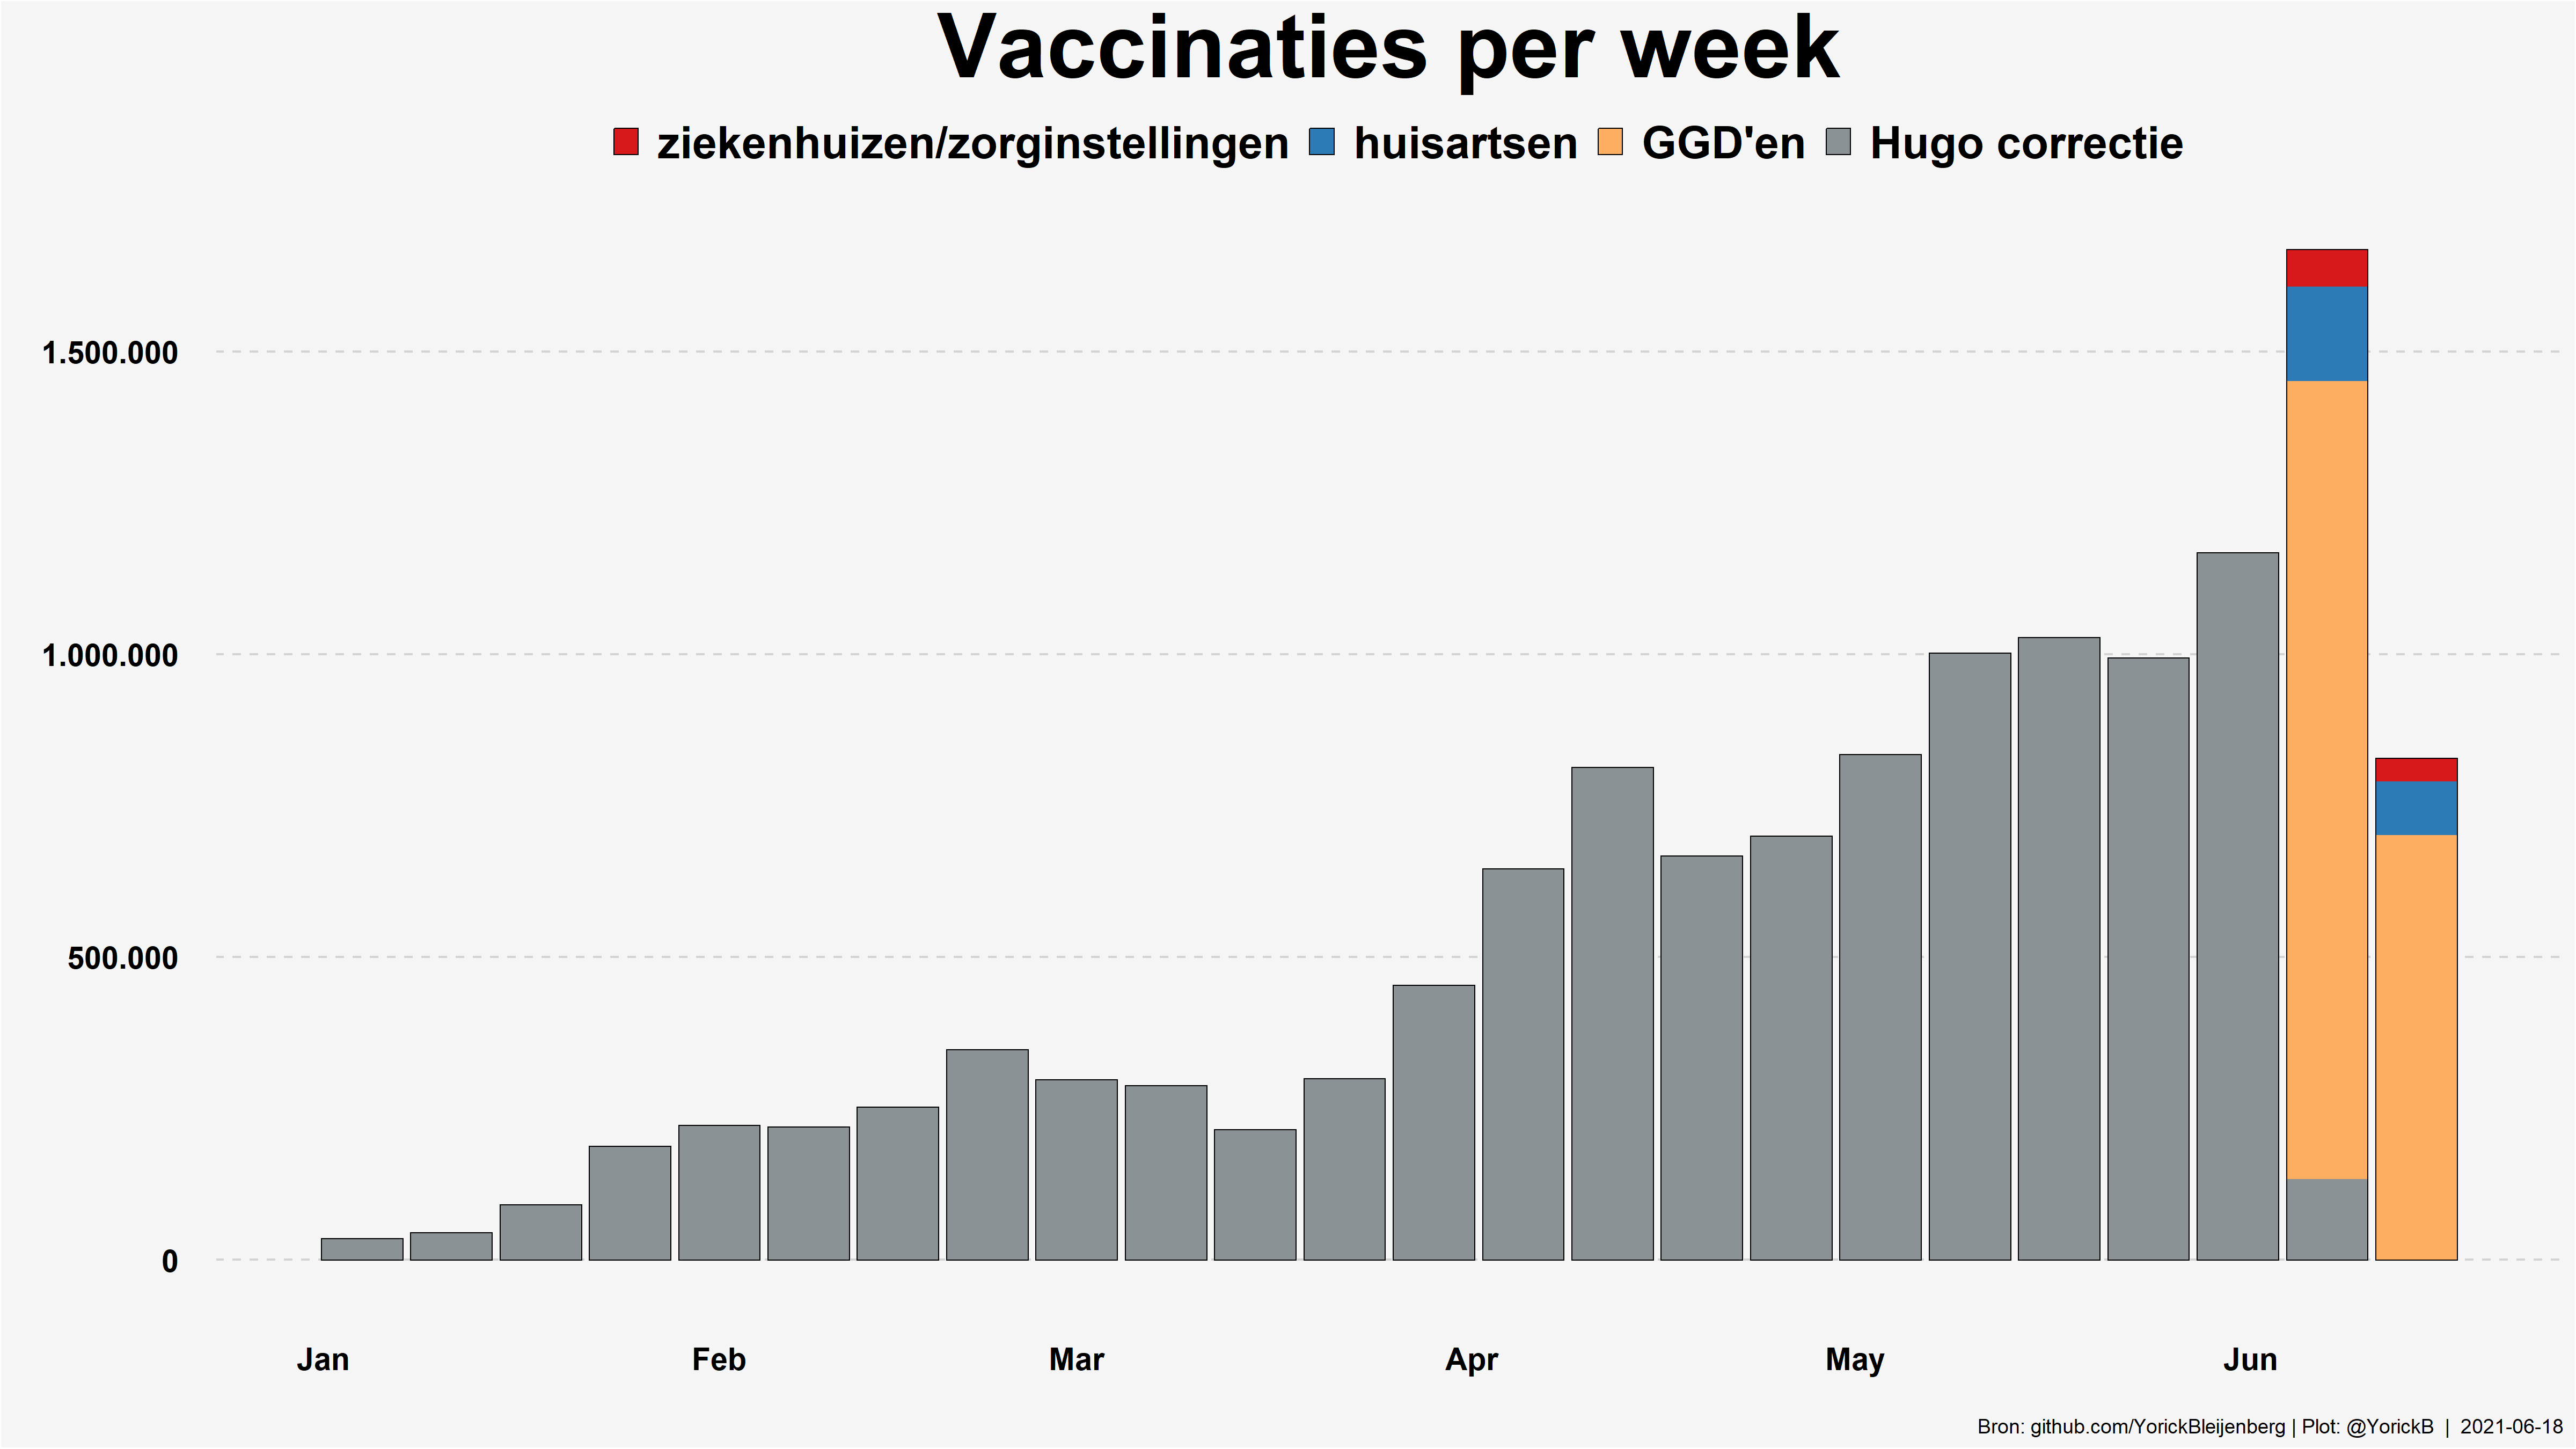 Vaccinaties per week
ziekenhuizen/zorginstellingen huisartsen GGD'en Hugo correctie
1.500.000
1.000.000
500.000
0
Jan Feb Mar Apr May Jun
Bron: github.com/YorickBleijenberg | Plot: @YorickB | 2021-06-18